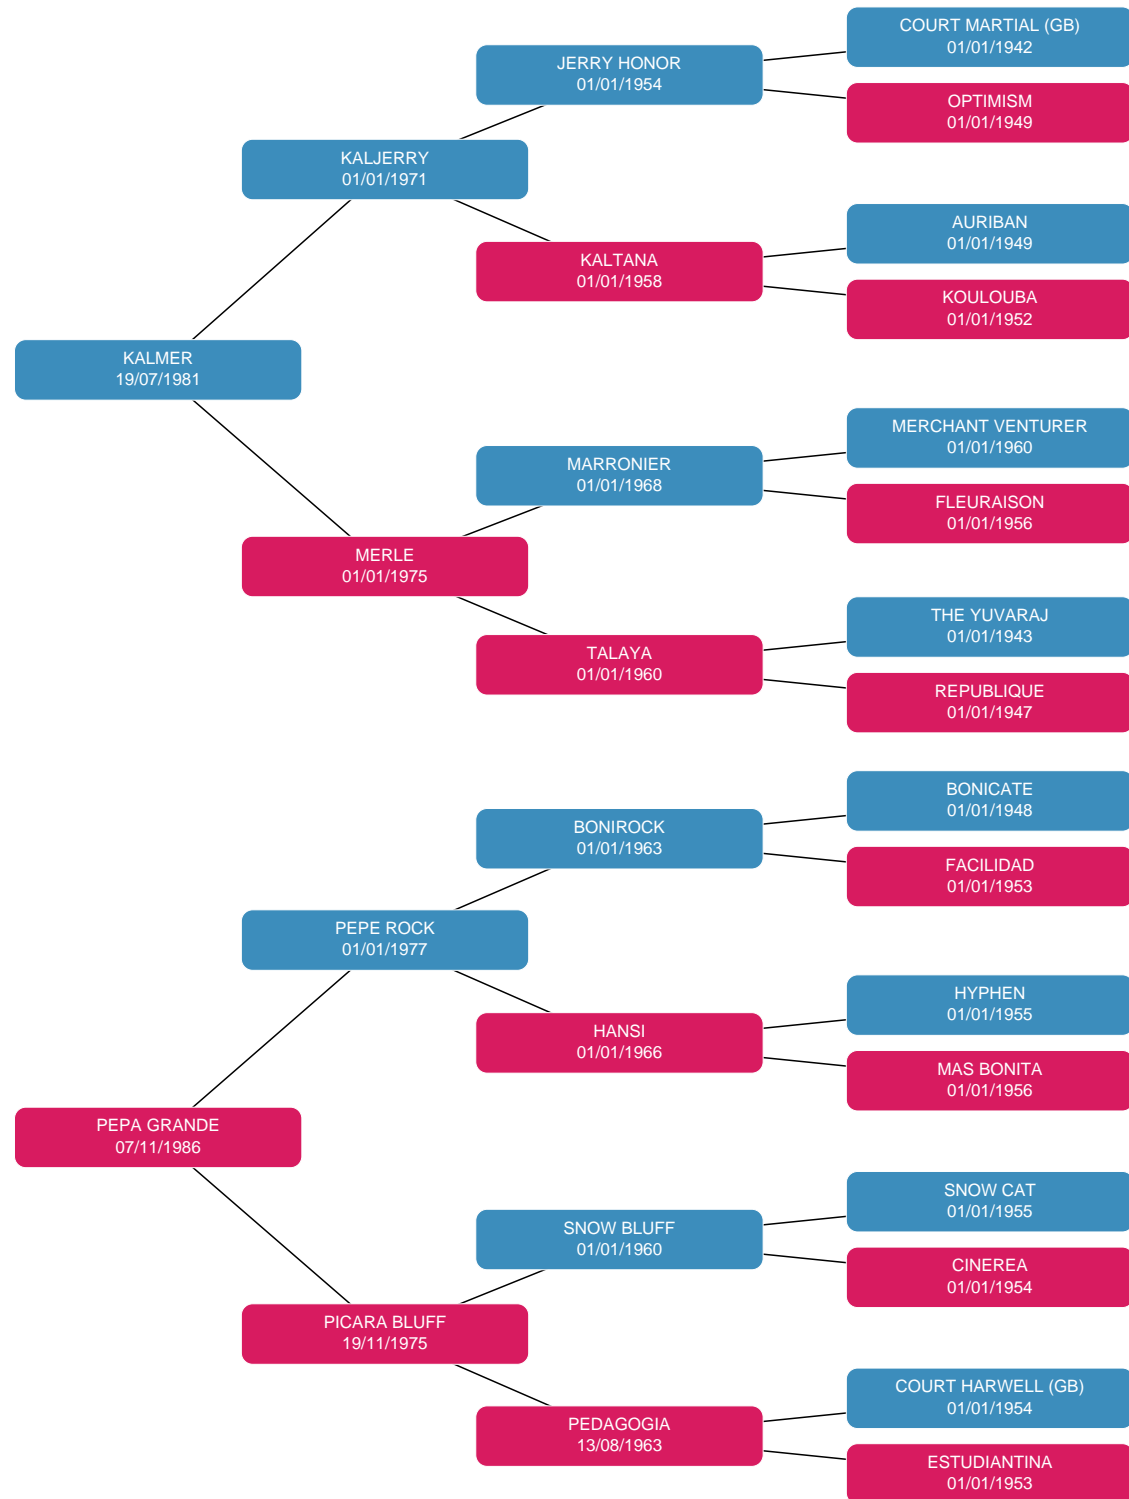 COURT MARTIAL (GB)
01/01/1942
JERRY HONOR
01/01/1954
OPTIMISM
01/01/1949
KALJERRY
01/01/1971
AURIBAN
01/01/1949
KALTANA
01/01/1958
KOULOUBA
01/01/1952
KALMER
19/07/1981
MERCHANT VENTURER
01/01/1960
MARRONIER
01/01/1968
FLEURAISON
01/01/1956
MERLE
01/01/1975
THE YUVARAJ
01/01/1943
TALAYA
01/01/1960
REPUBLIQUE
01/01/1947
BONICATE
01/01/1948
BONIROCK
01/01/1963
FACILIDAD
01/01/1953
PEPE ROCK
01/01/1977
HYPHEN
01/01/1955
HANSI
01/01/1966
MAS BONITA
01/01/1956
PEPA GRANDE
07/11/1986
SNOW CAT
01/01/1955
SNOW BLUFF
01/01/1960
CINEREA
01/01/1954
PICARA BLUFF
19/11/1975
COURT HARWELL (GB)
01/01/1954
PEDAGOGIA
13/08/1963
ESTUDIANTINA
01/01/1953